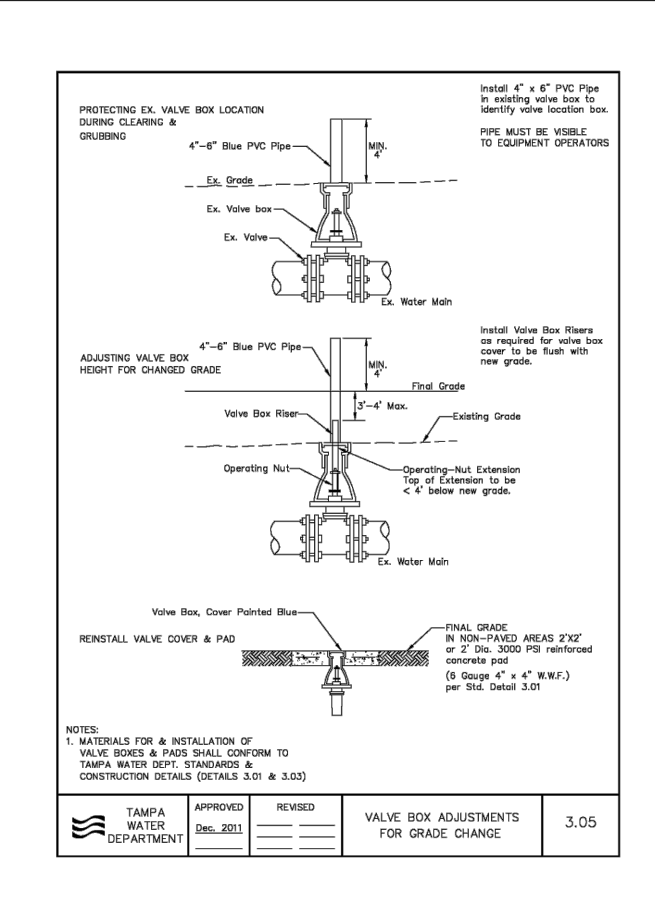 Install 4" x 6" PVC Pipe
in existing valve box to
identify valve location box.
PIPE MUST BE VISIBLE
TO EQUIPMENT OPERATORS
PROTECTING EX. VALVE BOX LOCATION
DURING CLEARING &
GRUBBING
4"-6" Blue PVC Pipe
MIN.
4'
Ex. Grade
Ex. Valve box
Ex. Valve
Ex. Water Main
Install Valve Box Risers
as required for valve box
cover to be flush with
new grade.
4"-6" Blue PVC Pipe
ADJUSTING VALVE BOX
HEIGHT FOR CHANGED GRADE
MIN.
4'
Final Grade
3'-4' Max.
Valve Box Riser
Existing Grade
Operating Nut
Operating-Nut Extension
Top of Extension to be
< 4' below new grade.
Ex. Water Main
Valve Box, Cover Painted Blue
REINSTALL VALVE COVER & PAD
FINAL GRADE
IN NON-PAVED AREAS 2'X2'
or 2' Dia. 3000 PSI reinforced
concrete pad
(6 Gauge 4" x 4" W.W.F.)
per Std. Detail 3.01
NOTES:
1. MATERIALS FOR & INSTALLATION OF
VALVE BOXES & PADS SHALL CONFORM TO
TAMPA WATER DEPT. STANDARDS &
CONSTRUCTION DETAILS (DETAILS 3.01 & 3.03)
TAMPA
WATER
DEPARTMENT
APPROVED
Dec. 2011
REVISED
VALVE BOX ADJUSTMENTS
FOR GRADE CHANGE
3.05